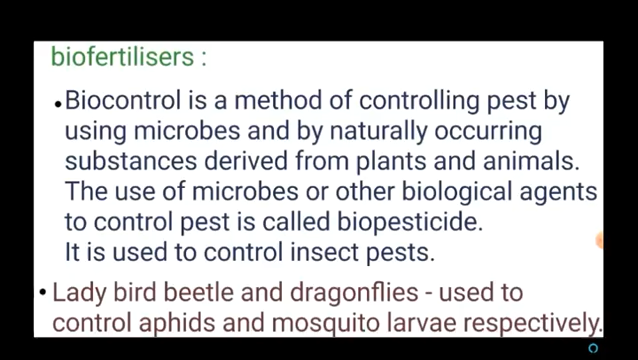 biofertilisers :
• Biocontrol is a method of controlling pest by
using microbes and by naturally occurring
substances derived from plants and animals.
The use of microbes or other biological agents
to control pest is called biopesticide.
It is used to control insect pests.
• Lady bird beetle and dragonflies - used to
control aphids and mosquito larvae respectively.